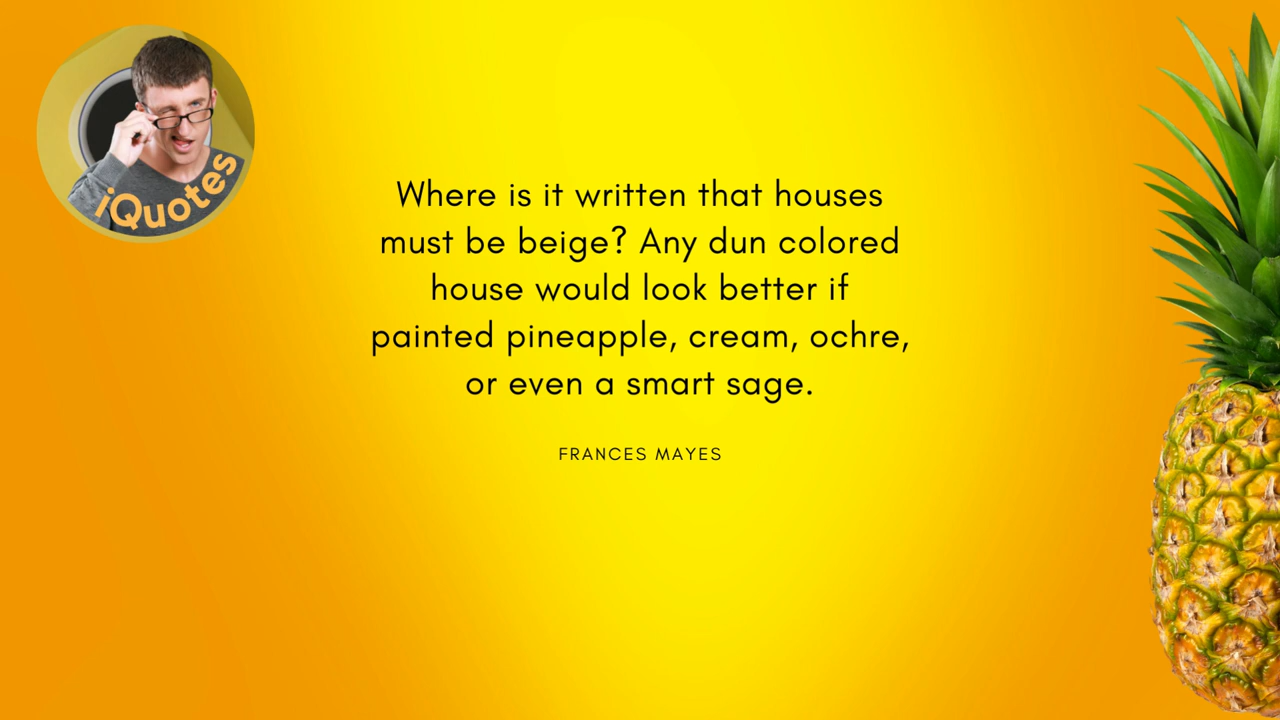 iQuotes
Where is it written that houses
must be beige? Any dun colored
house would look better if
painted pineapple, cream, ochre,
or even a smart sage.
FRANCES MAYES